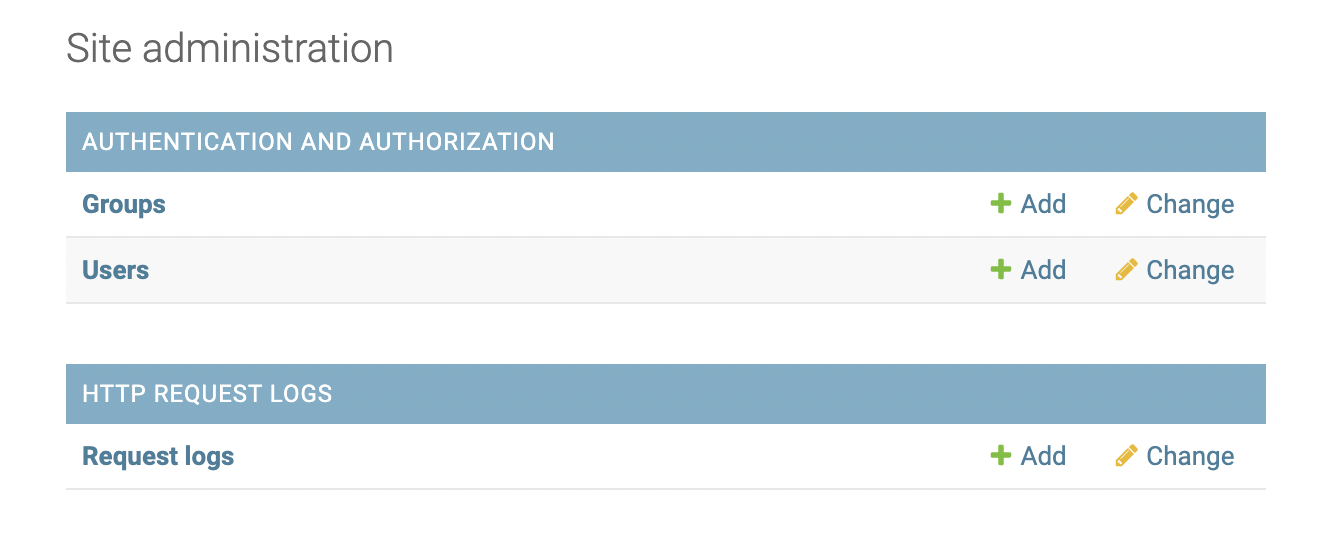 Site administration
AUTHENTICATION AND AUTHORIZATION
Groups Add Change
Users Add Change
HTTP REQUEST LOGS
Request logs Add Change